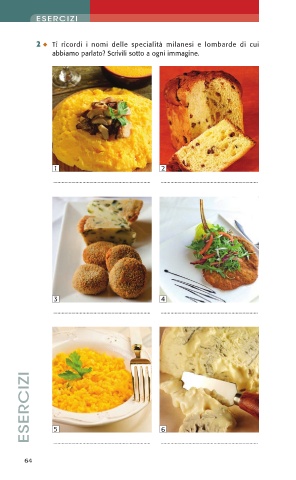 ESERCIZI
2 Ti ricordi i nomi delle specialità milanesi e lombarde di cui
abbiamo parlato? Scrivili sotto a ogni immagine.
1
2
3
4
5
6
ESERCIZI
64